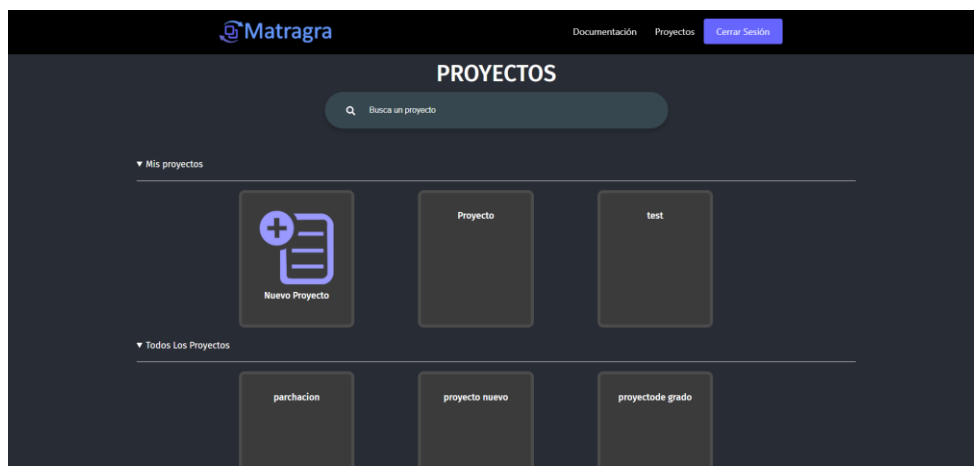 Matragra
Documentación Proyectos Cerrar Sesión
PROYECTOS
Busca un proyecto
▼ Mis proyectos
Proyecto test
Nuevo Proyecto
▼ Todos Los Proyectos
parchacion proyecto nuevo proyectode grado